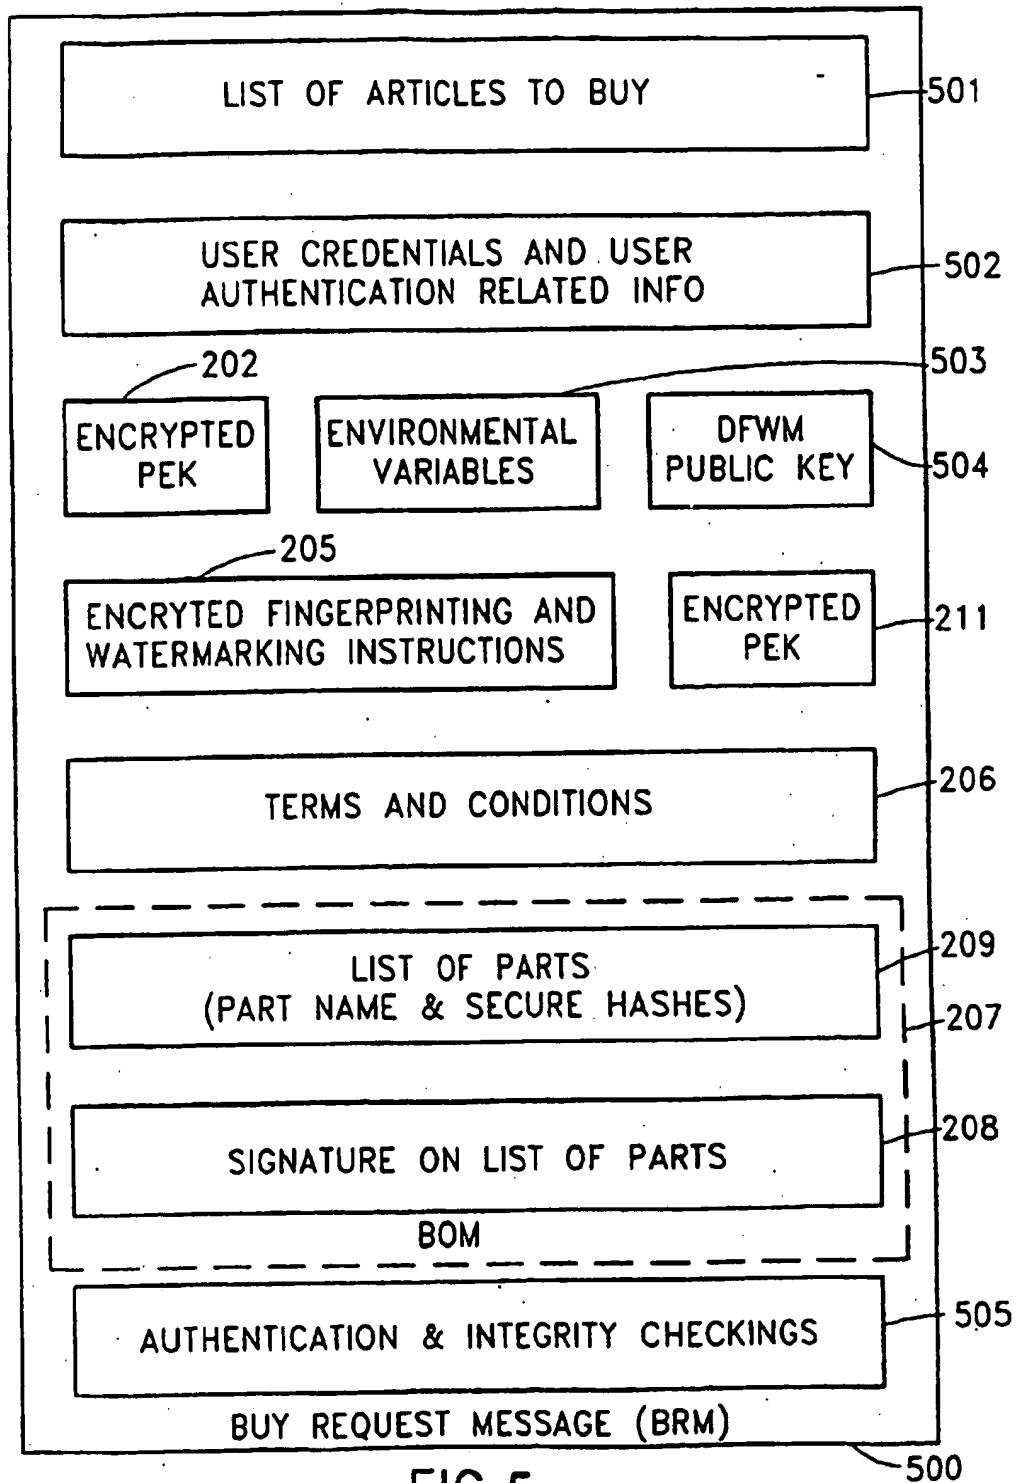 LIST OF ARTICLES TO BUY
501
USER CREDENTIALS AND USER
AUTHENTICATION RELATED INFO
502
202
503
ENCRYPTED
PEK
ENVIRONMENTAL
VARIABLES
DFWM
PUBLIC KEY
504
205
ENCRYTED FINGERPRINTING AND
WATERMARKING INSTRUCTIONS
ENCRYPTED
PEK
211
TERMS AND CONDITIONS
206
LIST OF PARTS
(PART NAME & SECURE HASHES)
209
207
SIGNATURE ON LIST OF PARTS
208
BOM
AUTHENTICATION & INTEGRITY CHECKINGS
505
BUY REQUEST MESSAGE (BRM)
500
FIG.5